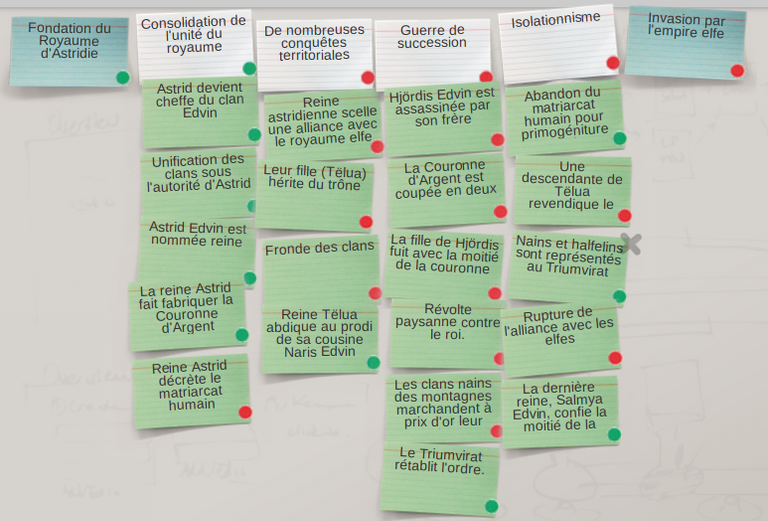 Fondation du
Royaume
d'Astridie
Consolidation de
l'unité du
royaume
Astrid devient
cheffe du clan
Edvin
Unification des
clans sous
l'autorité d'Astrid
Astrid Edvin est
nommée reine
La reine Astrid
fait fabriquer la
Couronne
d'Argent
Reine Astrid
décrète le
matriarcat
humain
De nombreuses
conquêtes
territoriales
Reine
astridienne scelle
une alliance avec
le royaume elfe
Leur fille (Tëlua)
hérite du trône
Fronde des clans
Reine Tëlua
abdique au prodi
de sa cousine
Naris Edvin
Guerre de
succession
Hjördis Edvin est
assassinée par
son frère
La Couronne
d'Argent est
coupée en deux
La fille de Hjördis
fuit avec la moitié
de la couronne
Révolte
paysanne contre
le roi.
Les clans nains
des montagnes
marchandent à
prix d'or leur
Le Triumvirat
rétablit l'ordre.
Isolationnisme
Abandon du
matriarcat
humain pour
primogéniture
Une
descendante de
Tëlua
revendique le
Nains et halfelins
sont représentés
au Triumvirat
Rupture de
l'alliance avec les
elfes
La dernière
reine, Salmya
Edvin, confie la
moitié de la
Invasion par
l'empire elfe